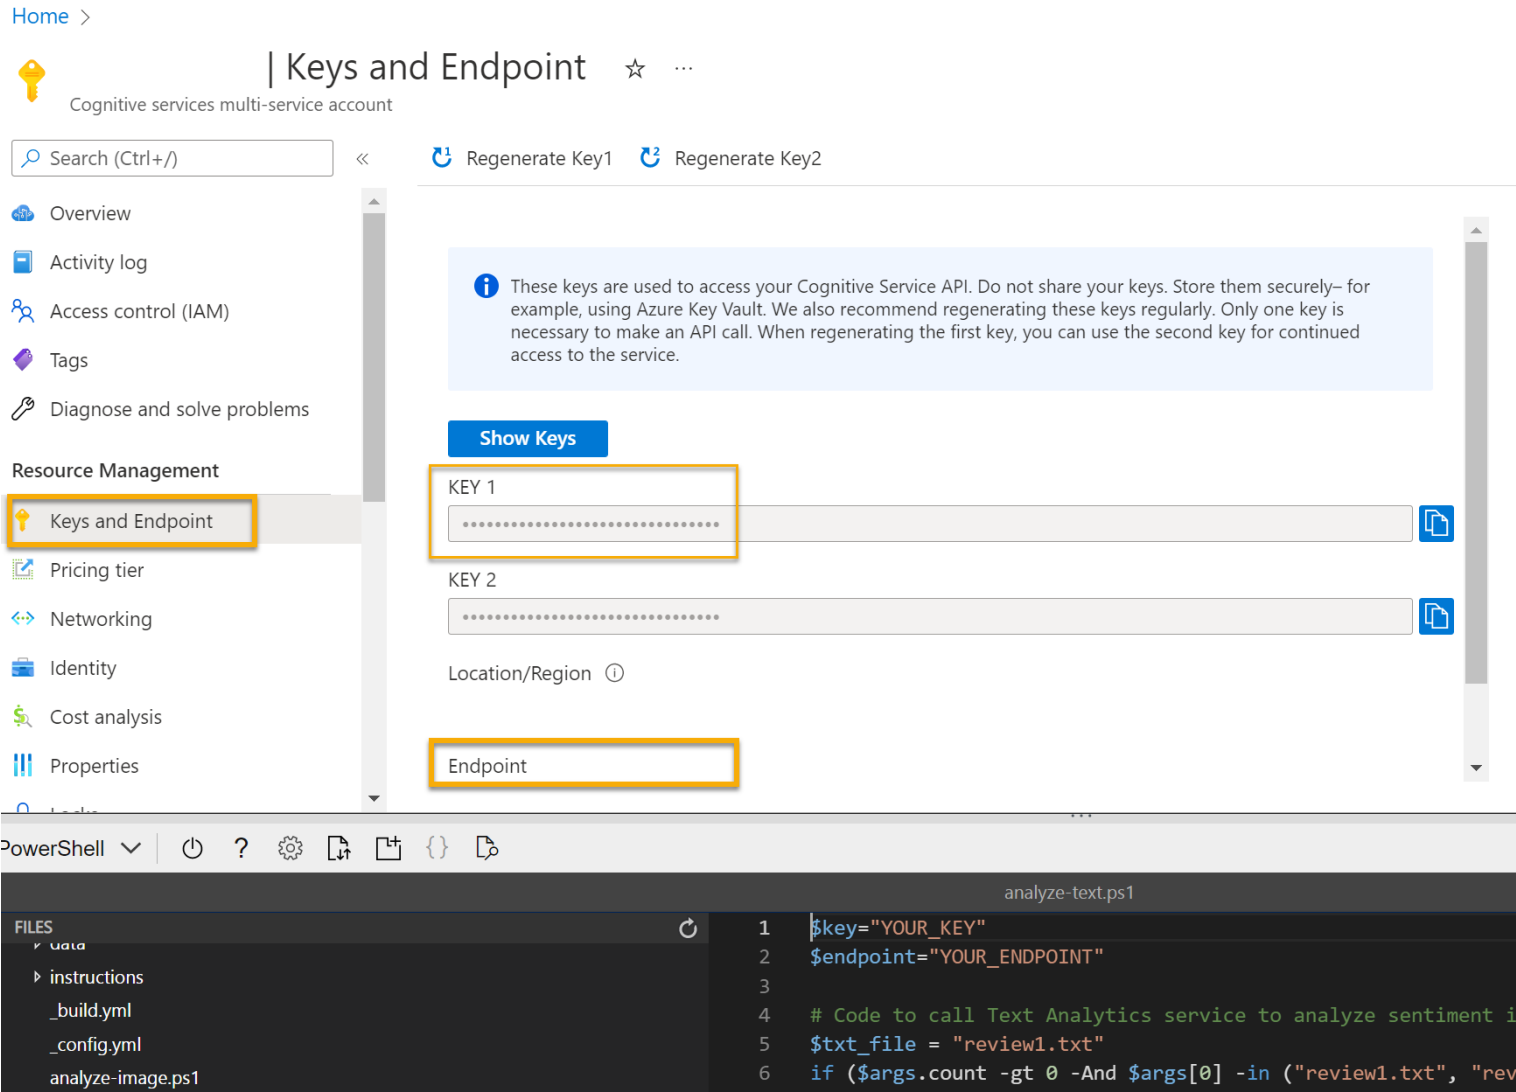 Home
| Keys and Endpoint
Cognitive services multi-service account
Search (Ctrl+/)
Regenerate Key1
Regenerate Key2
Overview
Activity log
Access control (IAM)
Tags
Diagnose and solve problems
Resource Management
Keys and Endpoint
Pricing tier
Networking
Identity
Cost analysis
Properties
These keys are used to access your Cognitive Service API. Do not share your keys. Store them securely– for
example, using Azure Key Vault. We also recommend regenerating these keys regularly. Only one key is
necessary to make an API call. When regenerating the first key, you can use the second key for continued
access to the service.
Show Keys
KEY 1
••••••••••••••••••••••••••••••••
KEY 2
••••••••••••••••••••••••••••••••
Location/Region
Endpoint
PowerShell
analyze-text.ps1
FILES
data
instructions
_build.yml
_config.yml
analyze-image.ps1
1 $key="YOUR_KEY"
2 $endpoint="YOUR_ENDPOINT"
3
4 # Code to call Text Analytics service to analyze sentiment i
5 $txt_file = "review1.txt"
6 if ($args.count -gt 0 -And $args[0] -in ("review1.txt", "rev